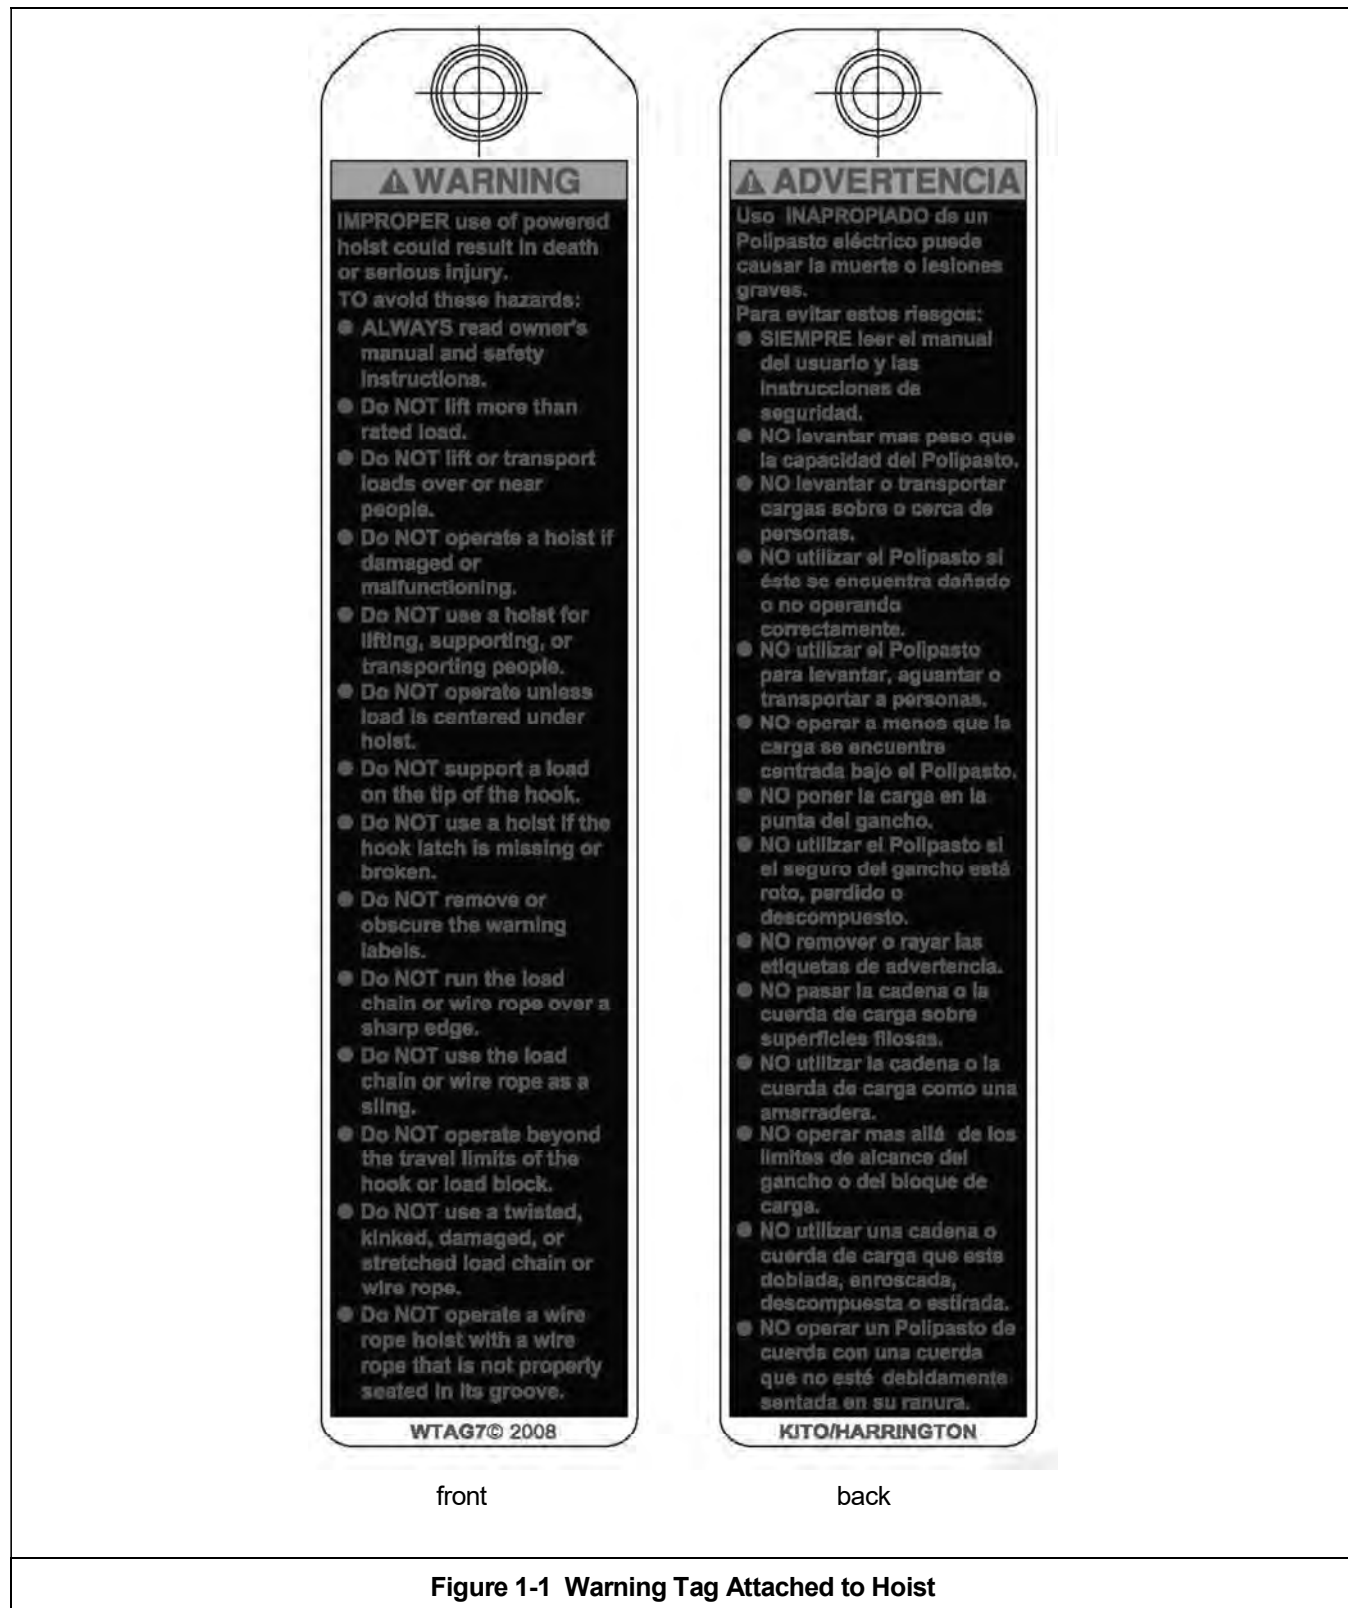 WARNING
IMPROPER use of powered
hoist could result in death
or serious injury.
TO avoid these hazards:
● ALWAYS read owner's
manual and safety
instructions.
● Do NOT lift more than
rated load.
● Do NOT lift or transport
loads over or near
people.
● Do NOT operate a hoist if
damaged or
malfunctioning.
● Do NOT use a hoist for
lifting, supporting, or
transporting people.
● Do NOT operate unless
load is centered under
hoist.
● Do NOT support a load
on the tip of the hook.
● Do NOT use a hoist if the
hook latch is missing or
broken.
● Do NOT remove or
obscure the warning
labels.
● Do NOT run the load
chain or wire rope over a
sharp edge.
● Do NOT use the load
chain or wire rope as a
sling.
● Do NOT operate beyond
the travel limits of the
hook or load block.
● Do NOT use a twisted,
kinked, damaged, or
stretched load chain or
wire rope.
● Do NOT operate a wire
rope hoist with a wire
rope that is not properly
seated in its groove.
WTAG7© 2008
front
ADVERTENCIA
Uso INAPROPIADO de un
Polipasto eléctrico puede
causar la muerte o lesiones
graves.
Para evitar estos riesgos:
● SIEMPRE leer el manual
del usuario y las
instrucciones de
seguridad.
● NO levantar mas peso que
la capacidad del Polipasto.
● NO levantar o transportar
cargas sobre o cerca de
personas.
● NO utilizar el Polipasto si
éste se encuentra dañado
o no operando
correctamente.
● NO utilizar el Polipasto
para levantar, aguantar o
transportar a personas.
● NO operar a menos que la
carga se encuentre
centrada bajo el Polipasto.
● NO poner la carga en la
punta del gancho.
● NO utilizar el Polipasto si
el seguro del gancho está
roto, perdido o
descompuesto.
● NO remover o rayar las
etiquetas de advertencia.
● NO pasar la cadena o la
cuerda de carga sobre
superficies filosas.
● NO utilizar la cadena o la
cuerda de carga como una
amarradera.
● NO operar mas allá de los
limites de alcance del
gancho o del bloque de
carga.
● NO utilizar una cadena o
cuerda de carga que este
doblada, enroscada,
descompuesta o estirada.
● NO operar un Polipasto de
cuerda con una cuerda
que no esté debidamente
sentada en su ranura.
KITO/HARRINGTON
back
Figure 1-1 Warning Tag Attached to Hoist